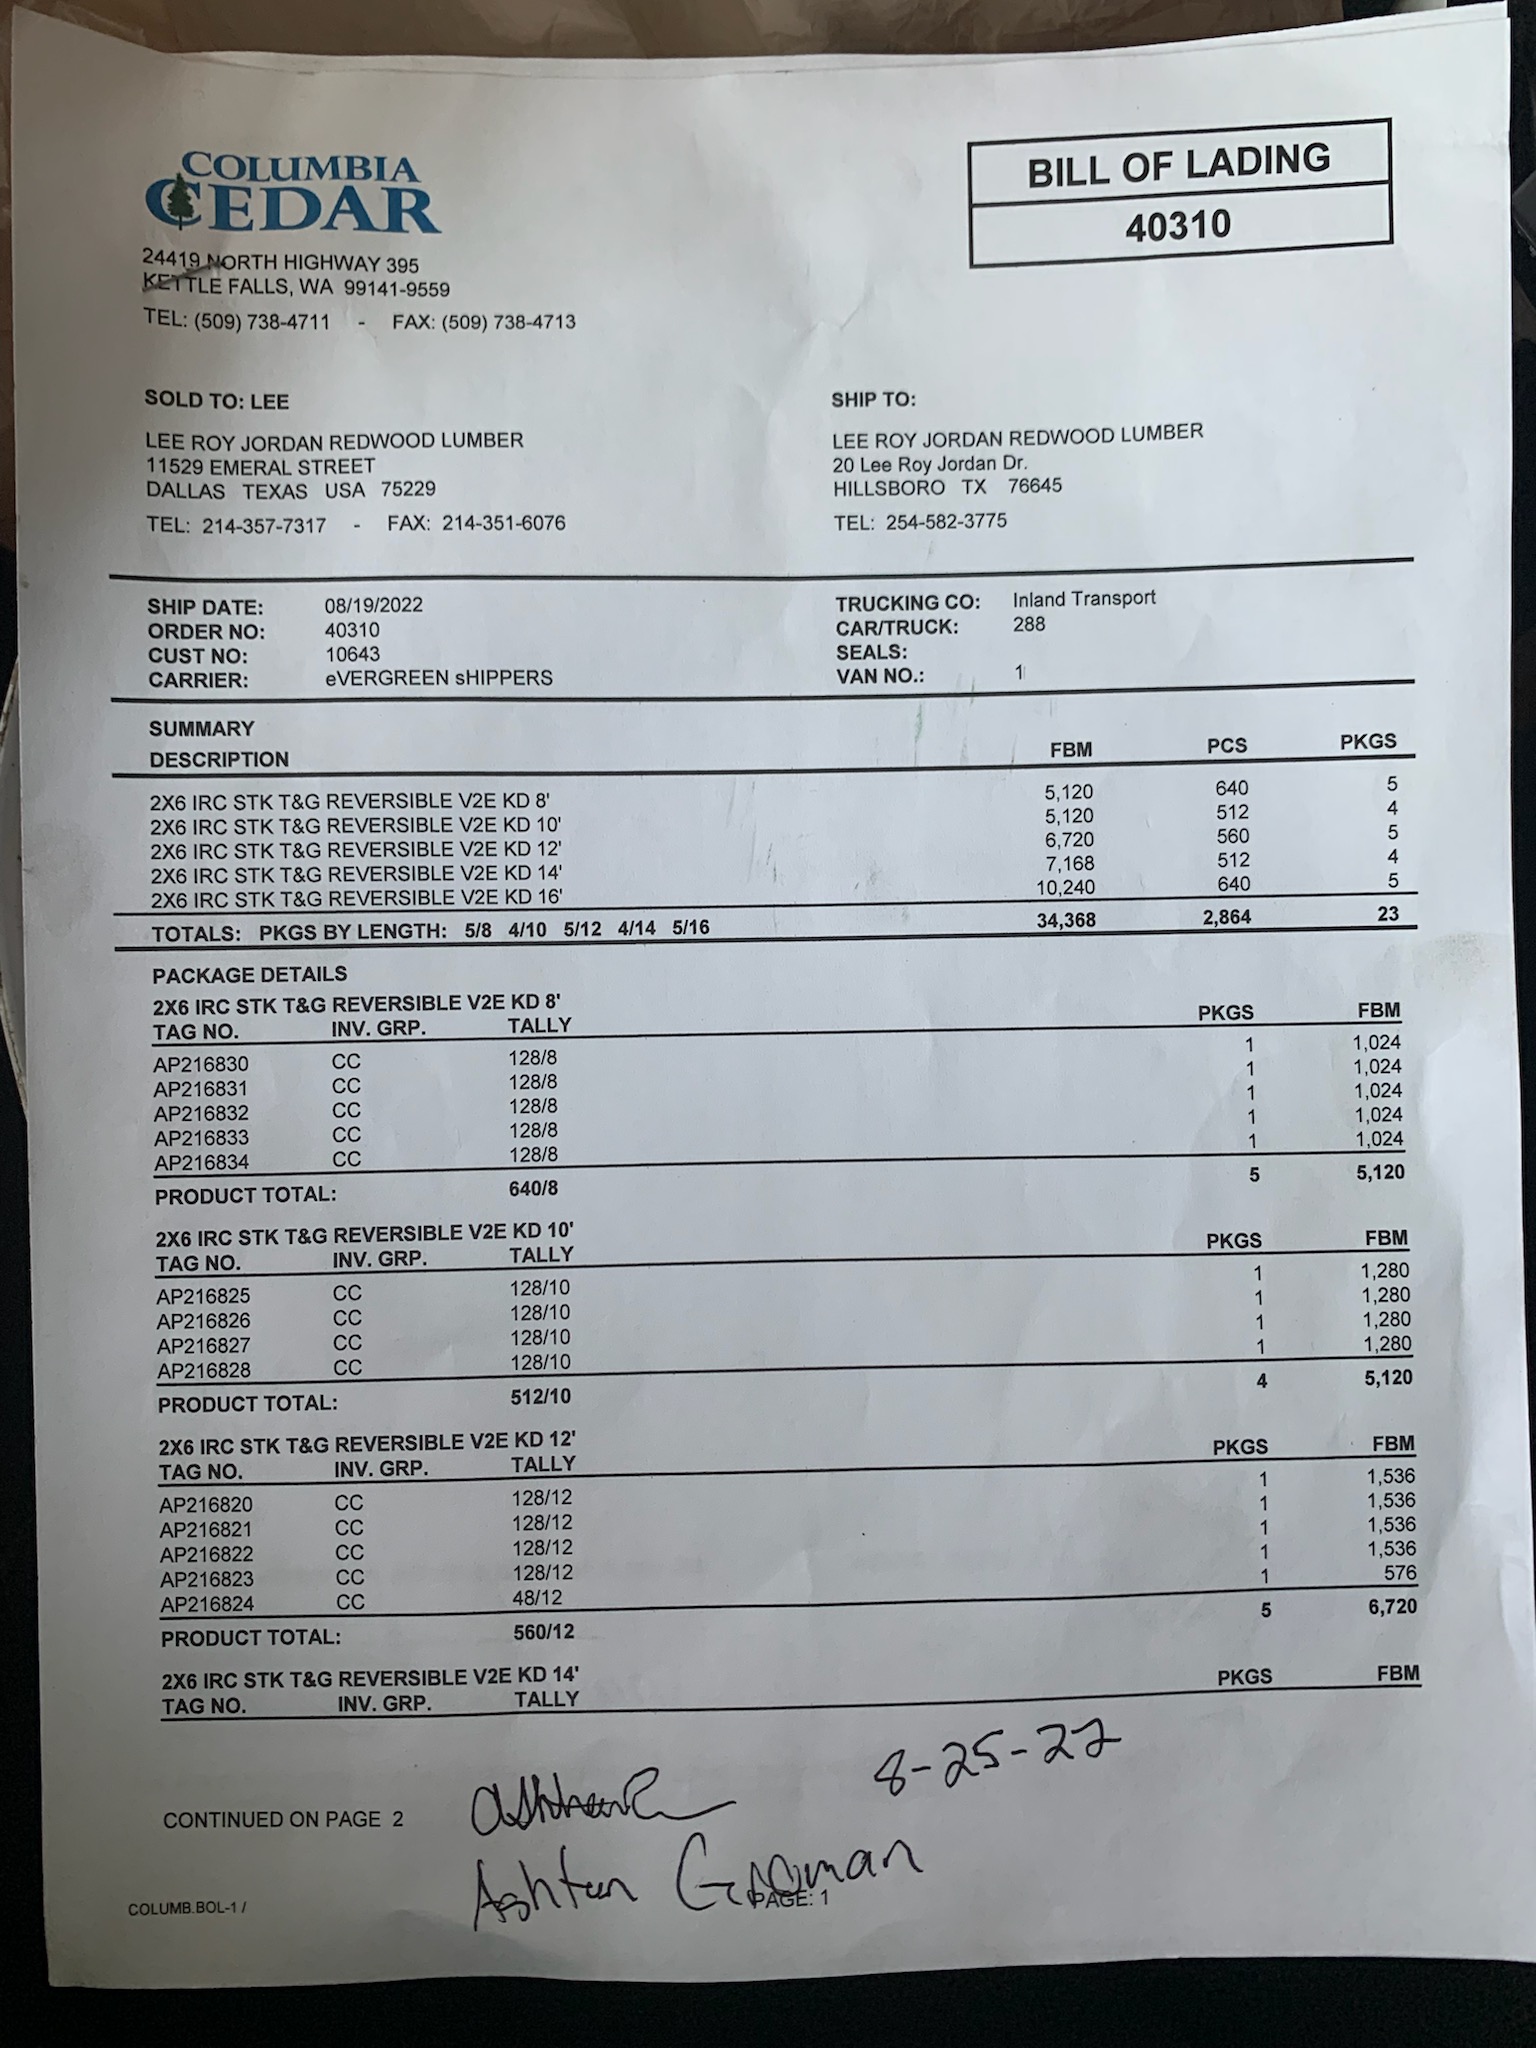 COLUMBIA
CEDAR
BILL OF LADING
40310
24419 NORTH HIGHWAY 395
KETTLE FALLS, WA 99141-9559
TEL: (509) 738-4711 - FAX: (509) 738-4713
SOLD TO: LEE
LEE ROY JORDAN REDWOOD LUMBER
11529 EMERAL STREET
DALLAS TEXAS USA 75229
TEL: 214-357-7317 - FAX: 214-351-6076
SHIP TO:
LEE ROY JORDAN REDWOOD LUMBER
20 Lee Roy Jordan Dr.
HILLSBORO TX 76645
TEL: 254-582-3775
SHIP DATE: 08/19/2022
ORDER NO: 40310
CUST NO: 10643
CARRIER: eVERGREEN sHIPPERS
TRUCKING CO: Inland Transport
CAR/TRUCK: 288
SEALS:
VAN NO.: 1
SUMMARY
DESCRIPTION FBM PCS PKGS
2X6 IRC STK T&G REVERSIBLE V2E KD 8' 5,120 640 5
2X6 IRC STK T&G REVERSIBLE V2E KD 10' 5,120 512 4
2X6 IRC STK T&G REVERSIBLE V2E KD 12' 6,720 560 5
2X6 IRC STK T&G REVERSIBLE V2E KD 14' 7,168 512 4
2X6 IRC STK T&G REVERSIBLE V2E KD 16' 10,240 640 5
TOTALS: PKGS BY LENGTH: 5/8 4/10 5/12 4/14 5/16 34,368 2,864 23
PACKAGE DETAILS
2X6 IRC STK T&G REVERSIBLE V2E KD 8'
TAG NO. INV. GRP. TALLY PKGS FBM
AP216830 CC 128/8 1 1,024
AP216831 CC 128/8 1 1,024
AP216832 CC 128/8 1 1,024
AP216833 CC 128/8 1 1,024
AP216834 CC 128/8 1 1,024
PRODUCT TOTAL: 640/8 5 5,120
2X6 IRC STK T&G REVERSIBLE V2E KD 10'
TAG NO. INV. GRP. TALLY PKGS FBM
AP216825 CC 128/10 1 1,280
AP216826 CC 128/10 1 1,280
AP216827 CC 128/10 1 1,280
AP216828 CC 128/10 1 1,280
PRODUCT TOTAL: 512/10 4 5,120
2X6 IRC STK T&G REVERSIBLE V2E KD 12'
TAG NO. INV. GRP. TALLY PKGS FBM
AP216820 CC 128/12 1 1,536
AP216821 CC 128/12 1 1,536
AP216822 CC 128/12 1 1,536
AP216823 CC 128/12 1 1,536
AP216824 CC 48/12 1 576
PRODUCT TOTAL: 560/12 5 6,720
2X6 IRC STK T&G REVERSIBLE V2E KD 14'
TAG NO. INV. GRP. TALLY PKGS FBM
8-25-22
CONTINUED ON PAGE 2
Ashton
COLUMB.BOL-1 / PAGE: 1